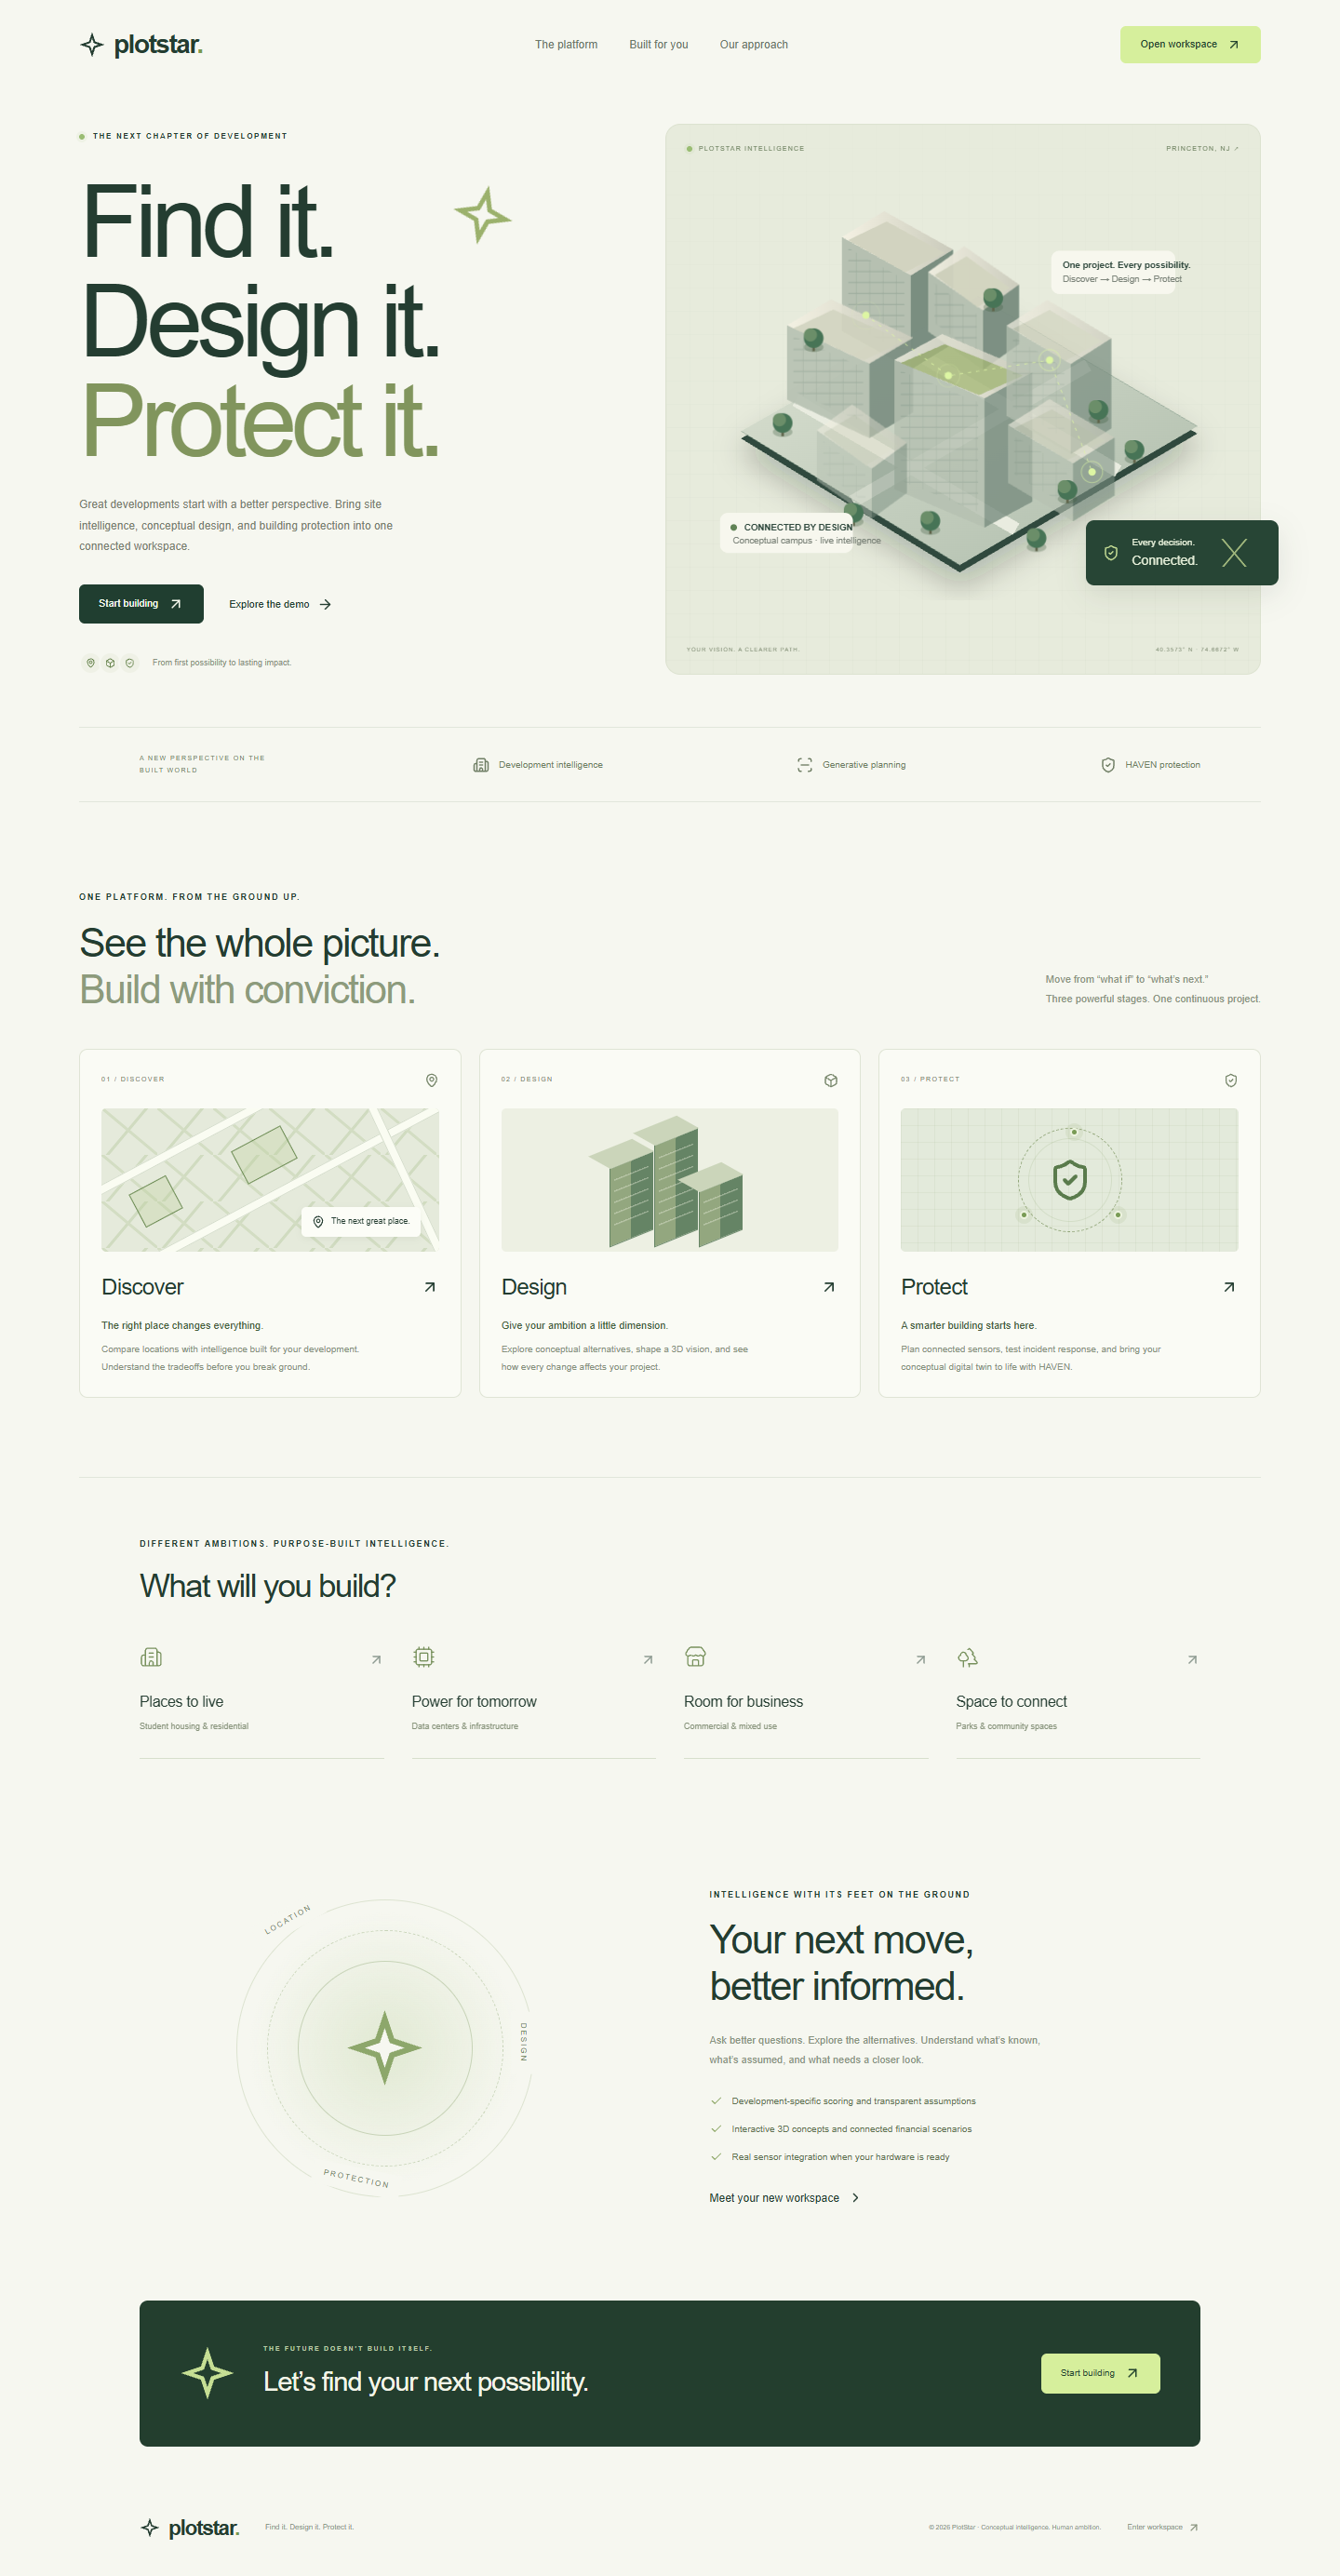 plotstar.
The platform
Built for you
Our approach
Open workspace
THE NEXT CHAPTER OF DEVELOPMENT
Find it.
Design it.
Protect it.
Great developments start with a better perspective. Bring site
intelligence, conceptual design, and building protection into one
connected workspace.
Start building
Explore the demo
From first possibility to lasting impact.
PLOTSTAR INTELLIGENCE
PRINCETON, NJ
One project. Every possibility.
Discover → Design → Protect
CONNECTED BY DESIGN
Conceptual campus · live intelligence
Every decision.
Connected.
YOUR VISION. A CLEARER PATH.
A NEW PERSPECTIVE ON THE
BUILT WORLD
Development intelligence
Generative planning
HAVEN protection
ONE PLATFORM. FROM THE GROUND UP.
See the whole picture.
Build with conviction.
Move from “what if” to “what’s next.”
Three powerful stages. One continuous project.
01 / DISCOVER
The next great place.
Discover
The right place changes everything.
Compare locations with intelligence built for your development.
Understand the tradeoffs before you break ground.
02 / DESIGN
Design
Give your ambition a little dimension.
Explore conceptual alternatives, shape a 3D vision, and see
how every change affects your project.
03 / PROTECT
Protect
A smarter building starts here.
Plan connected sensors, test incident response, and bring your
conceptual digital twin to life with HAVEN.
DIFFERENT AMBITIONS. PURPOSE-BUILT INTELLIGENCE.
What will you build?
Places to live
Student housing & residential
Power for tomorrow
Data centers & infrastructure
Room for business
Commercial & mixed use
Space to connect
Parks & community spaces
LOCATION
DESIGN
PROTECTION
INTELLIGENCE WITH ITS FEET ON THE GROUND
Your next move,
better informed.
Ask better questions. Explore the alternatives. Understand what’s known,
what’s assumed, and what needs a closer look.
Development-specific scoring and transparent assumptions
Interactive 3D concepts and connected financial scenarios
Real sensor integration when your hardware is ready
Meet your new workspace
THE FUTURE DOESN’T BUILD ITSELF.
Let’s find your next possibility.
Start building
plotstar.
Find it. Design it. Protect it.
© 2026 PlotStar · Conceptual intelligence. Human ambition.
Enter workspace